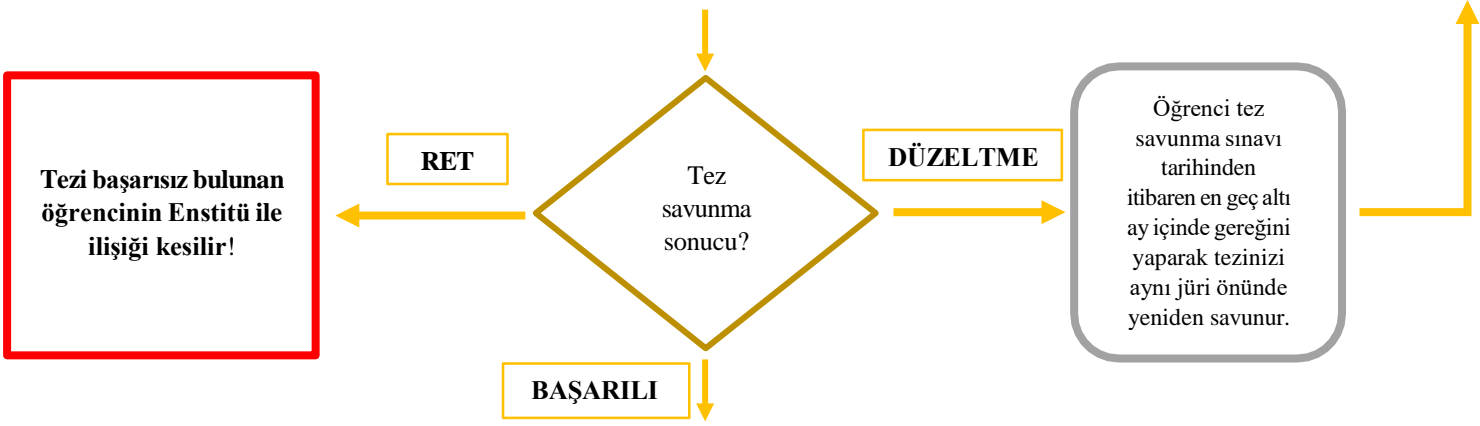 Tezi başarısız bulunan
öğrencinin Enstitü ile
ilişiği kesilir!
RET
Tez
savunma
sonucu?
BAŞARILI
DÜZELTME
Öğrenci tez
savunma sınavı
tarihinden
itibaren en geç altı
ay içinde gereğini
yaparak tezinizi
aynı jüri önünde
yeniden savunur.